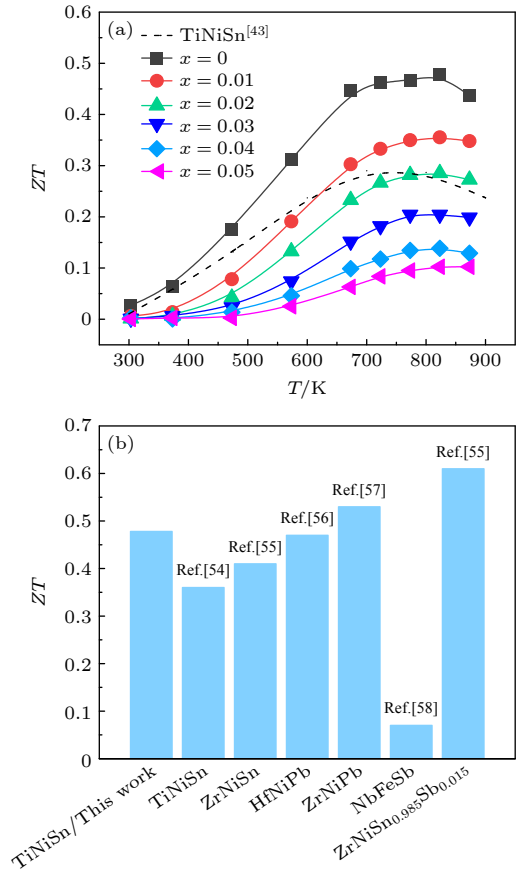 (a)
TiNiSn[43]
x = 0
x = 0.01
x = 0.02
x = 0.03
x = 0.04
x = 0.05
0.6
0.5
0.4
0.3
0.2
0.1
0
ZT
300 400 500 600 700 800 900
T/K
(b)
0.7
0.6
0.5
0.4
0.3
0.2
0.1
0
ZT
Ref.[54]
Ref.[55]
Ref.[56]
Ref.[57]
Ref.[58]
Ref.[55]
TiNiSn/This work
TiNiSn
ZrNiSn
HfNiPb
ZrNiPb
NbFeSb
ZrNiSn0.985Sb0.015